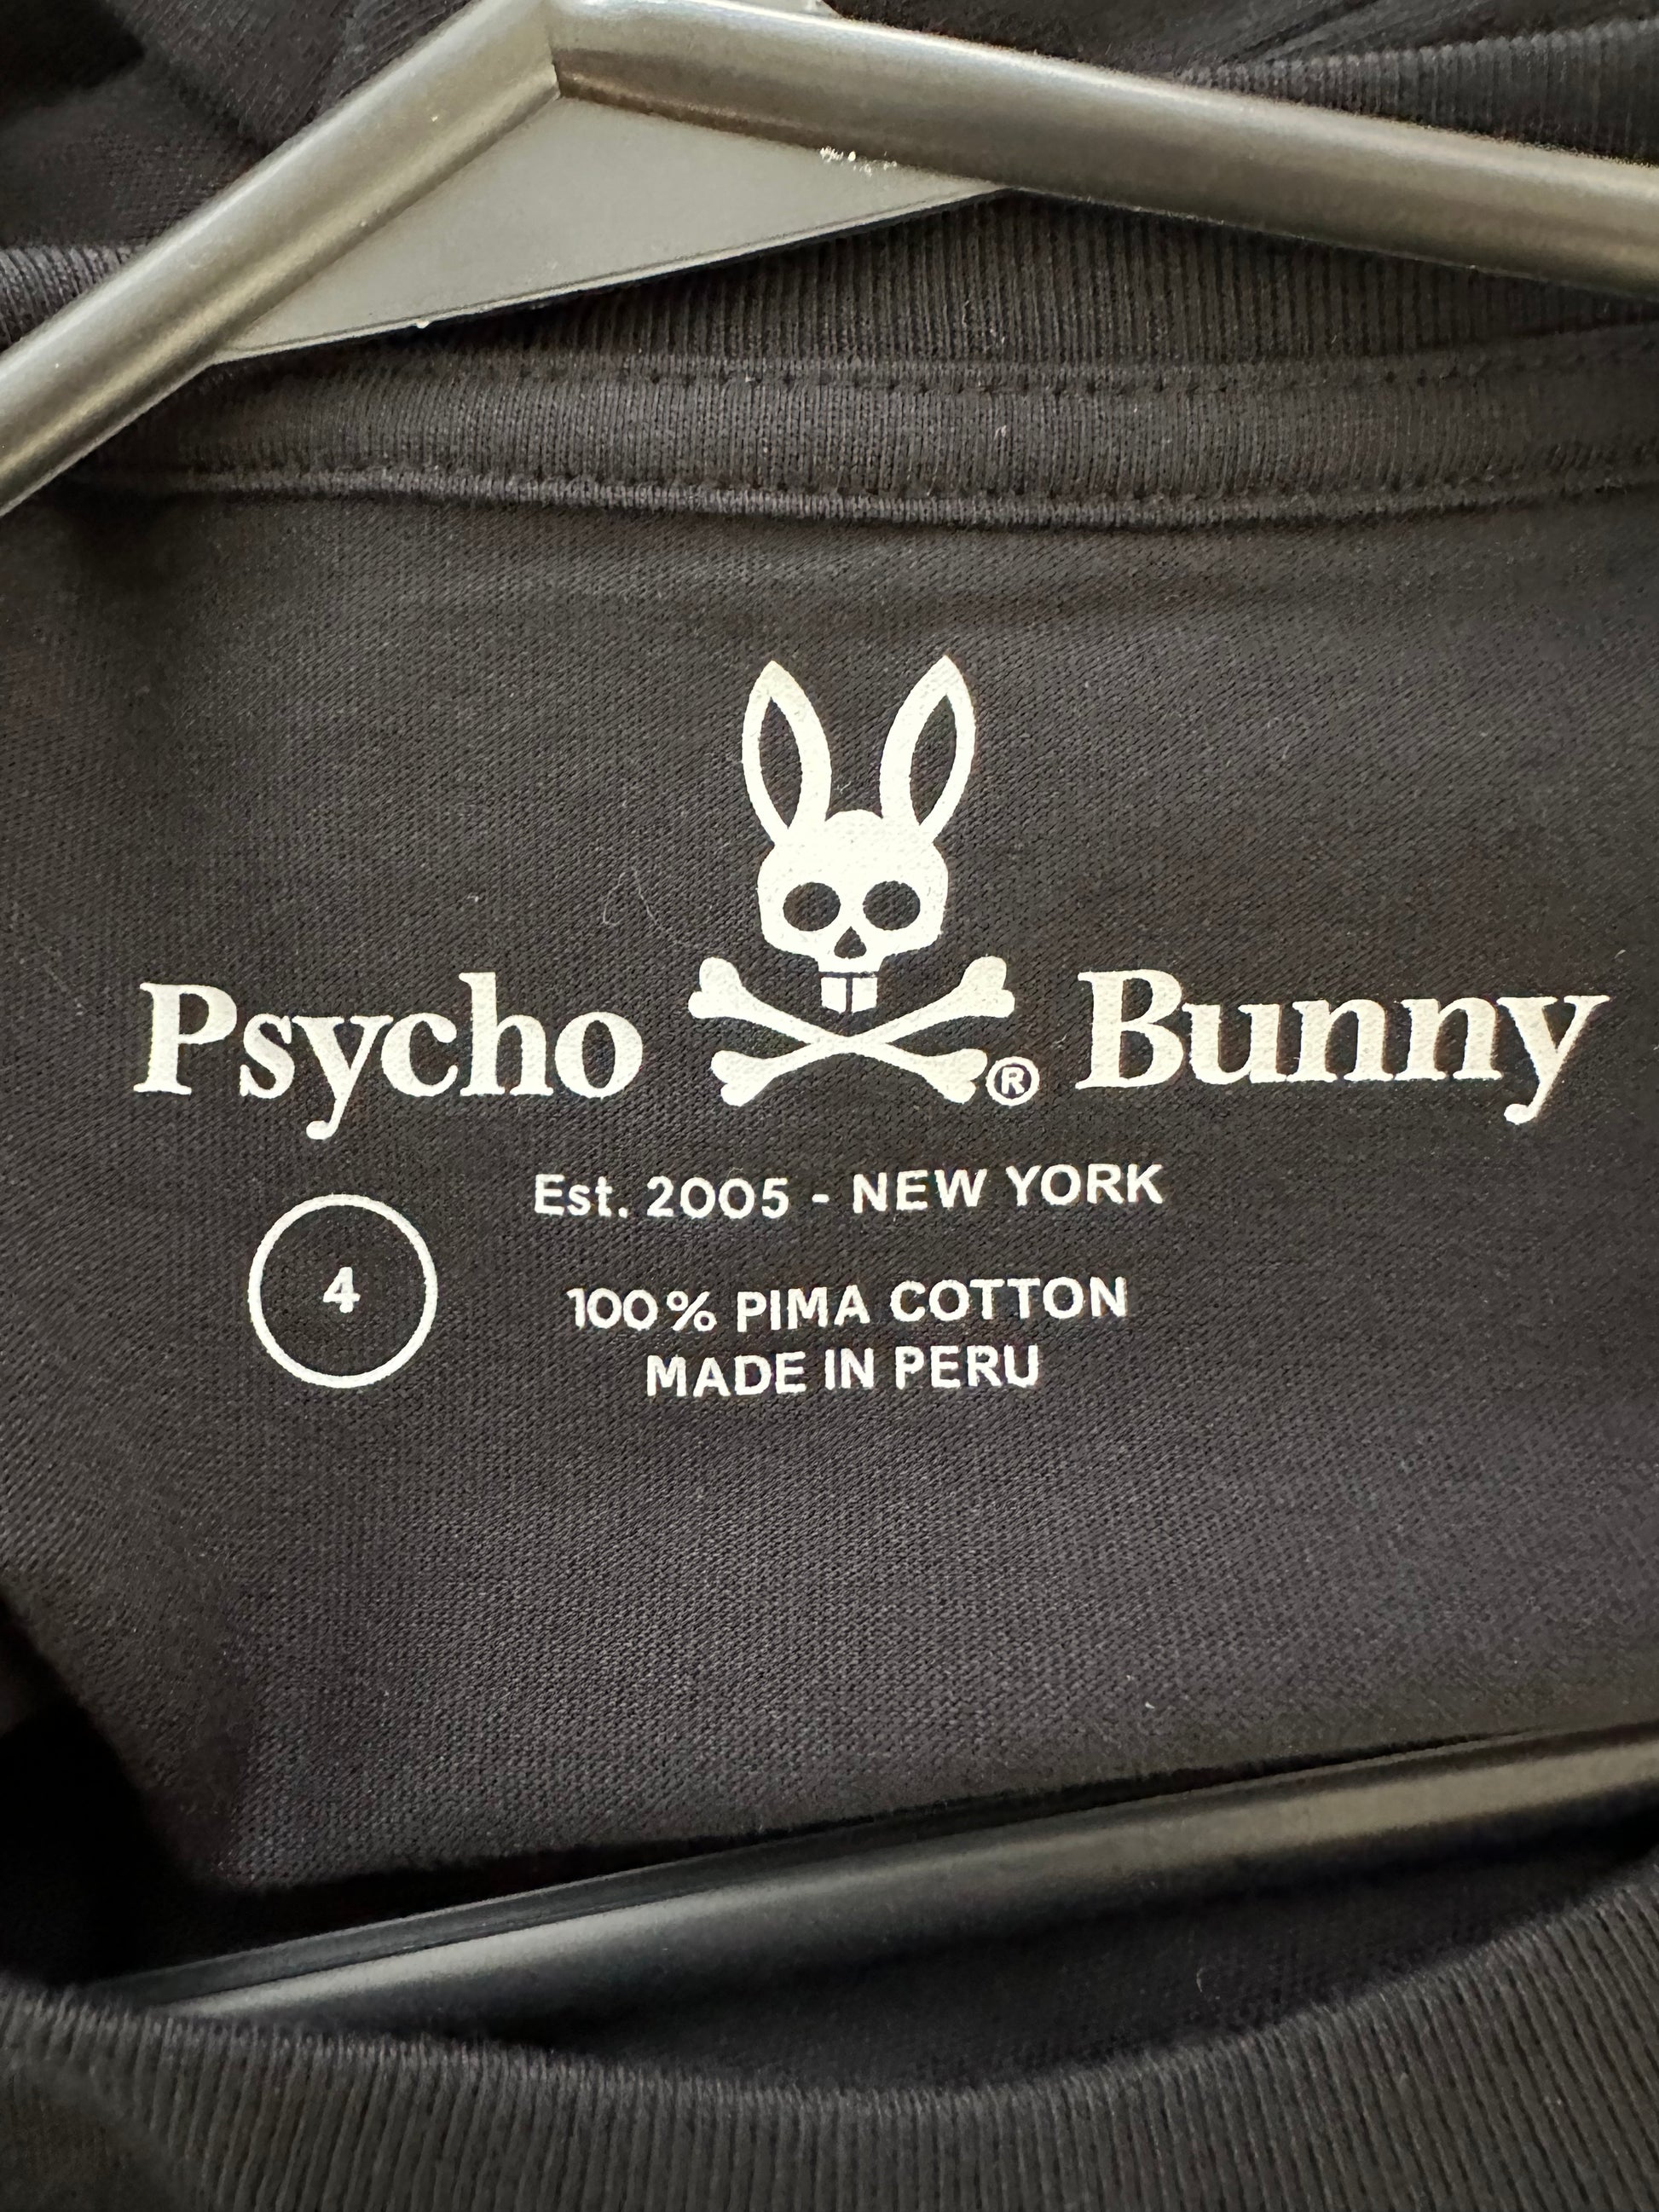 Psycho ® Bunny
Est. 2005 - NEW YORK
4
100% PIMA COTTON
MADE IN PERU